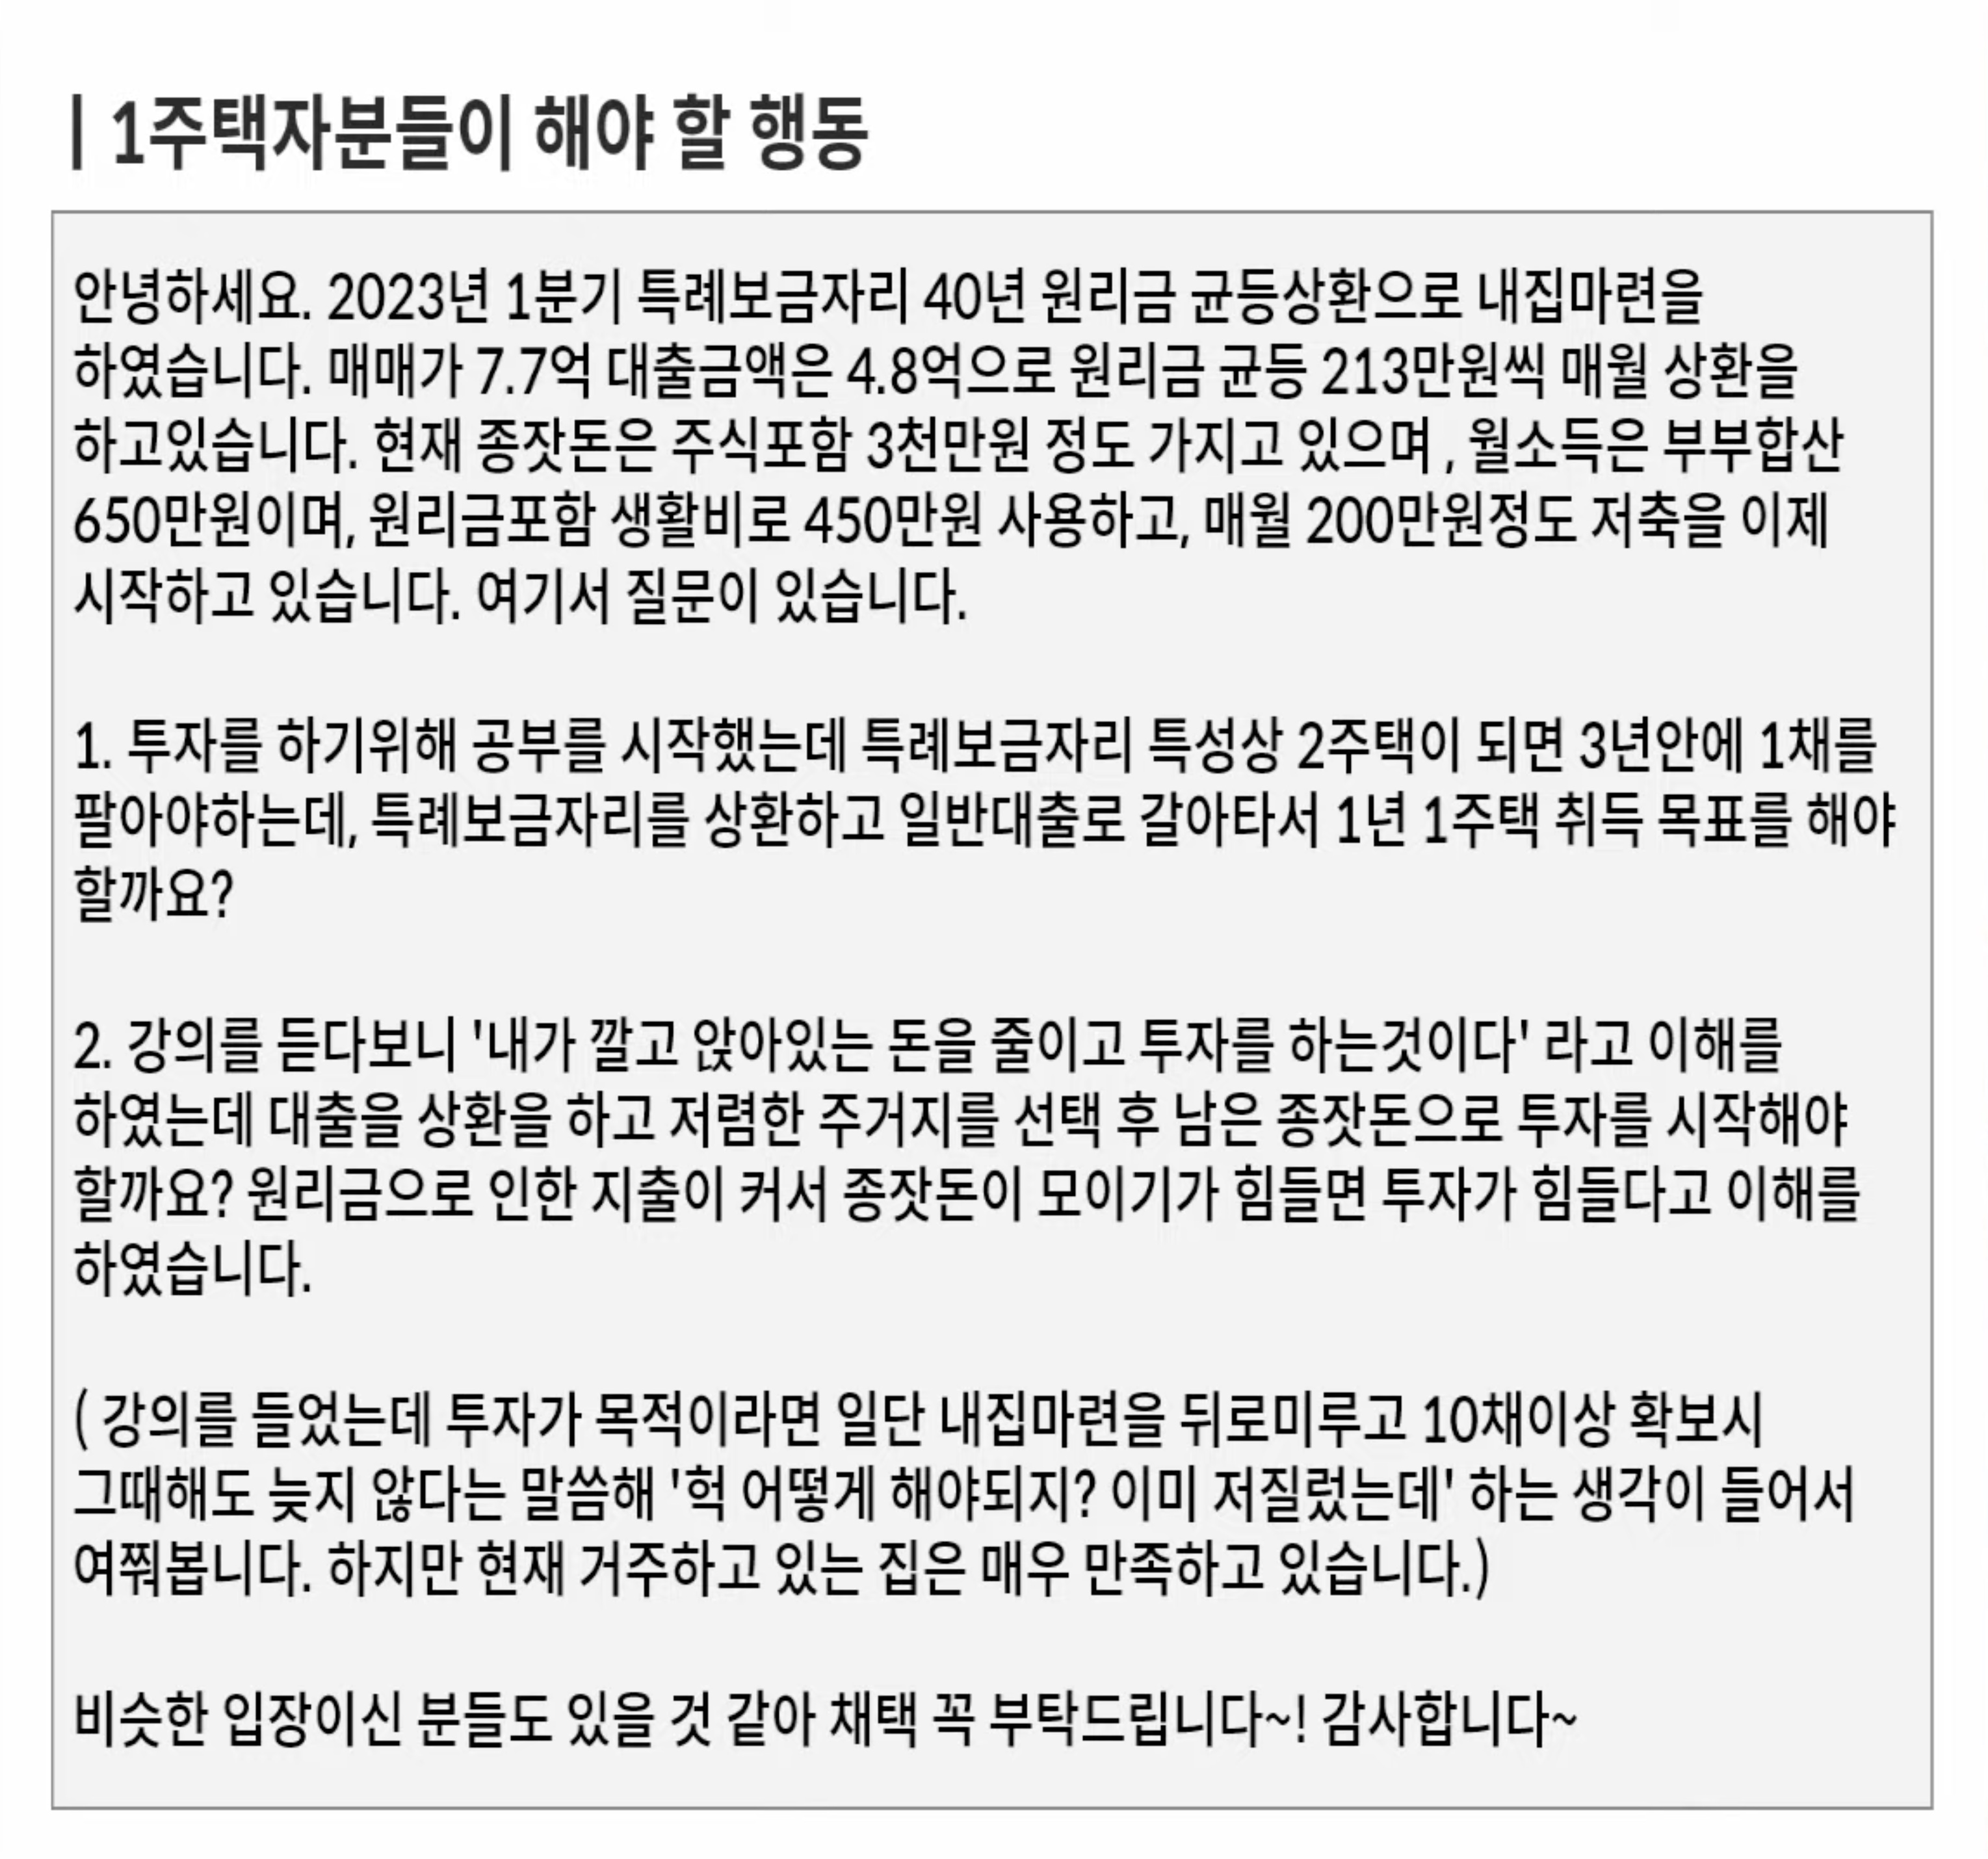 | 1주택자분들이 해야 할 행동
안녕하세요. 2023년 1분기 특례보금자리 40년 원리금 균등상환으로 내집마련을
하였습니다. 매매가 7.7억 대출금액은 4.8억으로 원리금 균등 213만원씩 매월 상환을
하고있습니다. 현재 종잣돈은 주식포함 3천만원 정도 가지고 있으며 , 월소득은 부부합산
650만원이며, 원리금포함 생활비로 450만원 사용하고, 매월 200만원정도 저축을 이제
시작하고 있습니다. 여기서 질문이 있습니다.
1. 투자를 하기위해 공부를 시작했는데 특례보금자리 특성상 2주택이 되면 3년안에 1채를
팔아야하는데, 특례보금자리를 상환하고 일반대출로 갈아타서 1년 1주택 취득 목표를 해야
할까요?
2. 강의를 듣다보니 '내가 깔고 앉아있는 돈을 줄이고 투자를 하는것이다' 라고 이해를
하였는데 대출을 상환을 하고 저렴한 주거지를 선택 후 남은 종잣돈으로 투자를 시작해야
할까요? 원리금으로 인한 지출이 커서 종잣돈이 모이기가 힘들면 투자가 힘들다고 이해를
하였습니다.
( 강의를 들었는데 투자가 목적이라면 일단 내집마련을 뒤로미루고 10채이상 확보시
그때해도 늦지 않다는 말씀해 '헉 어떻게 해야되지? 이미 저질렀는데' 하는 생각이 들어서
여쭤봅니다. 하지만 현재 거주하고 있는 집은 매우 만족하고 있습니다.)
비슷한 입장이신 분들도 있을 것 같아 채택 꼭 부탁드립니다~! 감사합니다~